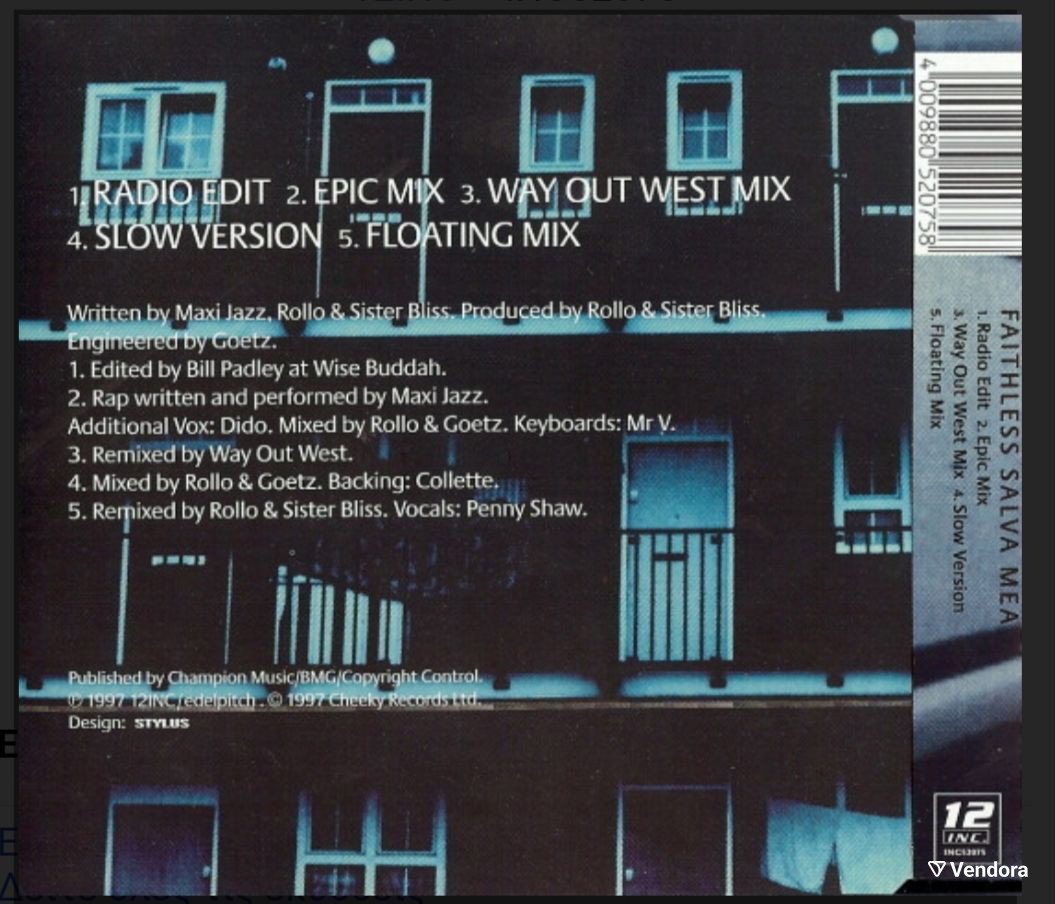 1. RADIO EDIT 2. EPIC MIX 3. WAY OUT WEST MIX
4. SLOW VERSION 5. FLOATING MIX
Written by Maxi Jazz, Rollo & Sister Bliss. Produced by Rollo & Sister Bliss.
Engineered by Goetz.
1. Edited by Bill Padley at Wise Buddah.
2. Rap written and performed by Maxi Jazz.
Additional Vox: Dido. Mixed by Rollo & Goetz. Keyboards: Mr V.
3. Remixed by Way Out West.
4. Mixed by Rollo & Goetz. Backing: Collette.
5. Remixed by Rollo & Sister Bliss. Vocals: Penny Shaw.
Published by Champion Music/BMG/Copyright Control.
℗ 1997 12INC/edelpitch . © 1997 Cheeky Records Ltd.
Design: STYLUS
4 009880 520758
FAITHLESS SALVA MEA
1. Radio Edit 2. Epic Mix
3. Way Out West Mix 4. Slow Version
5. Floating Mix
12
INC.
INC52075
Vendora